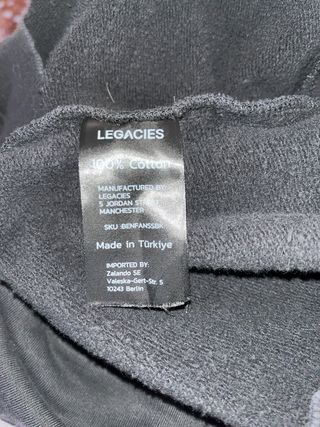 LEGACIES
100% Cotton
MANUFACTURED BY:
LEGACIES
5 JORDAN STREET
MANCHESTER
SKU :BENFANSSBK
Made in Türkiye
IMPORTED BY:
Zalando SE
Valeska-Gert-Str. 5
10243 Berlin